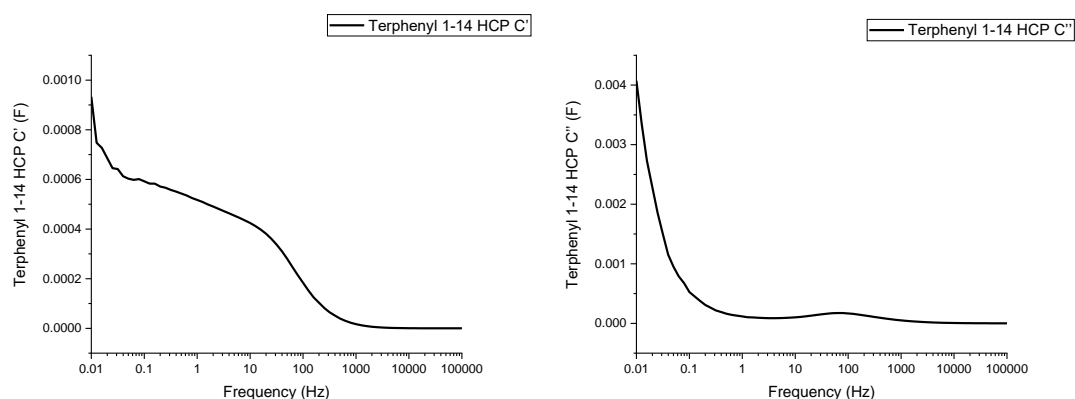 Terphenyl 1-14 HCP C'
Terphenyl 1-14 HCP C' (F)
0.0010
0.0008
0.0006
0.0004
0.0002
0.0000
0.01 0.1 1 10 100 1000 10000 100000
Frequency (Hz)
Terphenyl 1-14 HCP C''
Terphenyl 1-14 HCP C'' (F)
0.004
0.003
0.002
0.001
0.000
0.01 0.1 1 10 100 1000 10000 100000
Frequency (Hz)